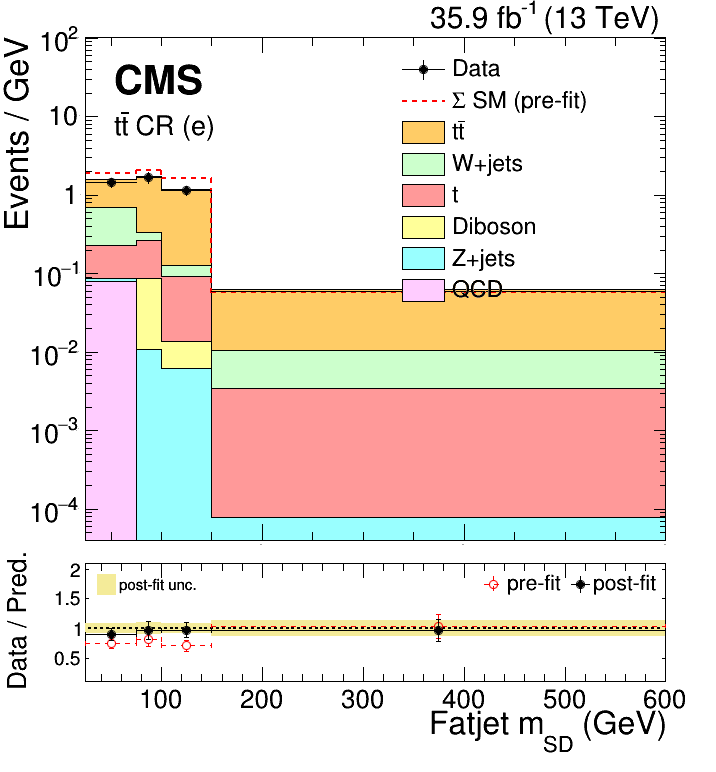 35.9 fb⁻¹ (13 TeV)
CMS
tt̄ CR (e)
Data
Σ SM (pre-fit)
tt̄
W+jets
t
Diboson
Z+jets
QCD
Events / GeV
10²
10
1
10⁻¹
10⁻²
10⁻³
10⁻⁴
post-fit unc.
pre-fit
post-fit
Data / Pred.
2
1.5
1
0.5
100 200 300 400 500 600
Fatjet m_SD (GeV)